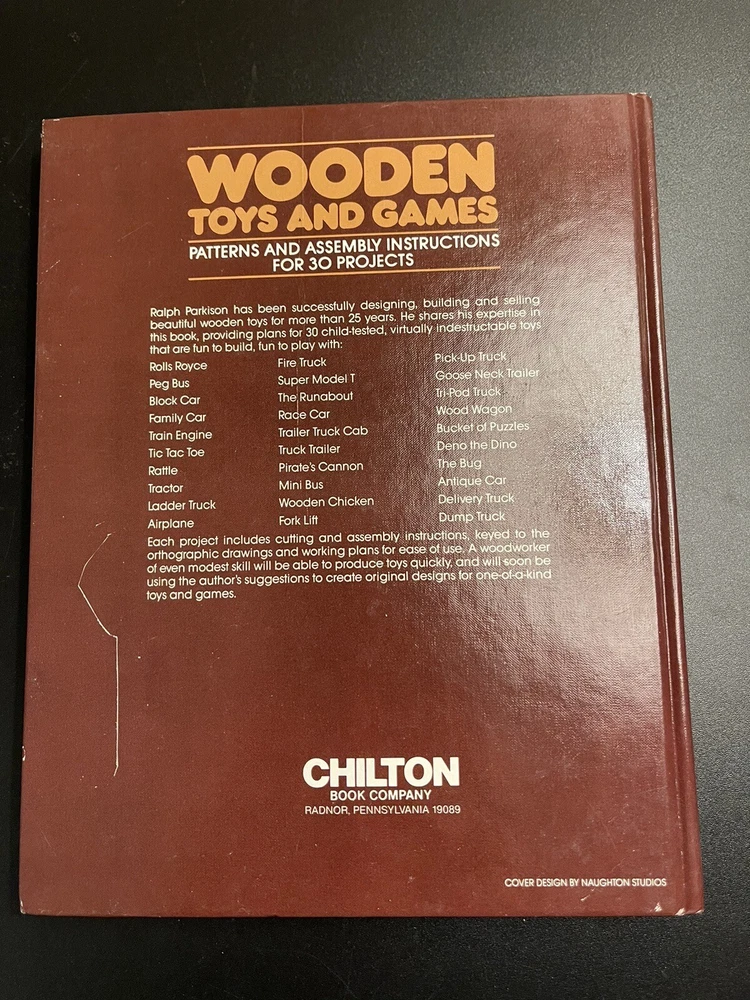 WOODEN
TOYS AND GAMES
PATTERNS AND ASSEMBLY INSTRUCTIONS
FOR 30 PROJECTS
Ralph Parkison has been successfully designing, building and selling
beautiful wooden toys for more than 25 years. He shares his expertise in
this book, providing plans for 30 child-tested, virtually indestructable toys
that are fun to build, fun to play with:
Rolls Royce
Peg Bus
Block Car
Family Car
Train Engine
Tic Tac Toe
Rattle
Tractor
Ladder Truck
Airplane
Fire Truck
Super Model T
The Runabout
Race Car
Trailer Truck Cab
Truck Trailer
Pirate's Cannon
Mini Bus
Wooden Chicken
Fork Lift
Pick-Up Truck
Goose Neck Trailer
Tri-Pod Truck
Wood Wagon
Bucket of Puzzles
Deno the Dino
The Bug
Antique Car
Delivery Truck
Dump Truck
Each project includes cutting and assembly instructions, keyed to the
orthographic drawings and working plans for ease of use. A woodworker
of even modest skill will be able to produce toys quickly, and will soon be
using the author's suggestions to create original designs for one-of-a-kind
toys and games.
CHILTON
BOOK COMPANY
RADNOR, PENNSYLVANIA 19089
COVER DESIGN BY NAUGHTON STUDIOS